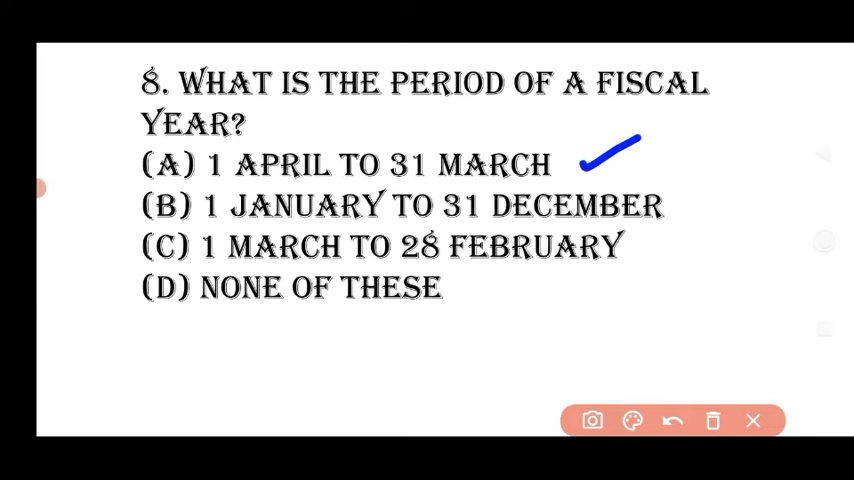 8. WHAT IS THE PERIOD OF A FISCAL
YEAR?
(A) 1 APRIL TO 31 MARCH
(B) 1 JANUARY TO 31 DECEMBER
(C) 1 MARCH TO 28 FEBRUARY
(D) NONE OF THESE